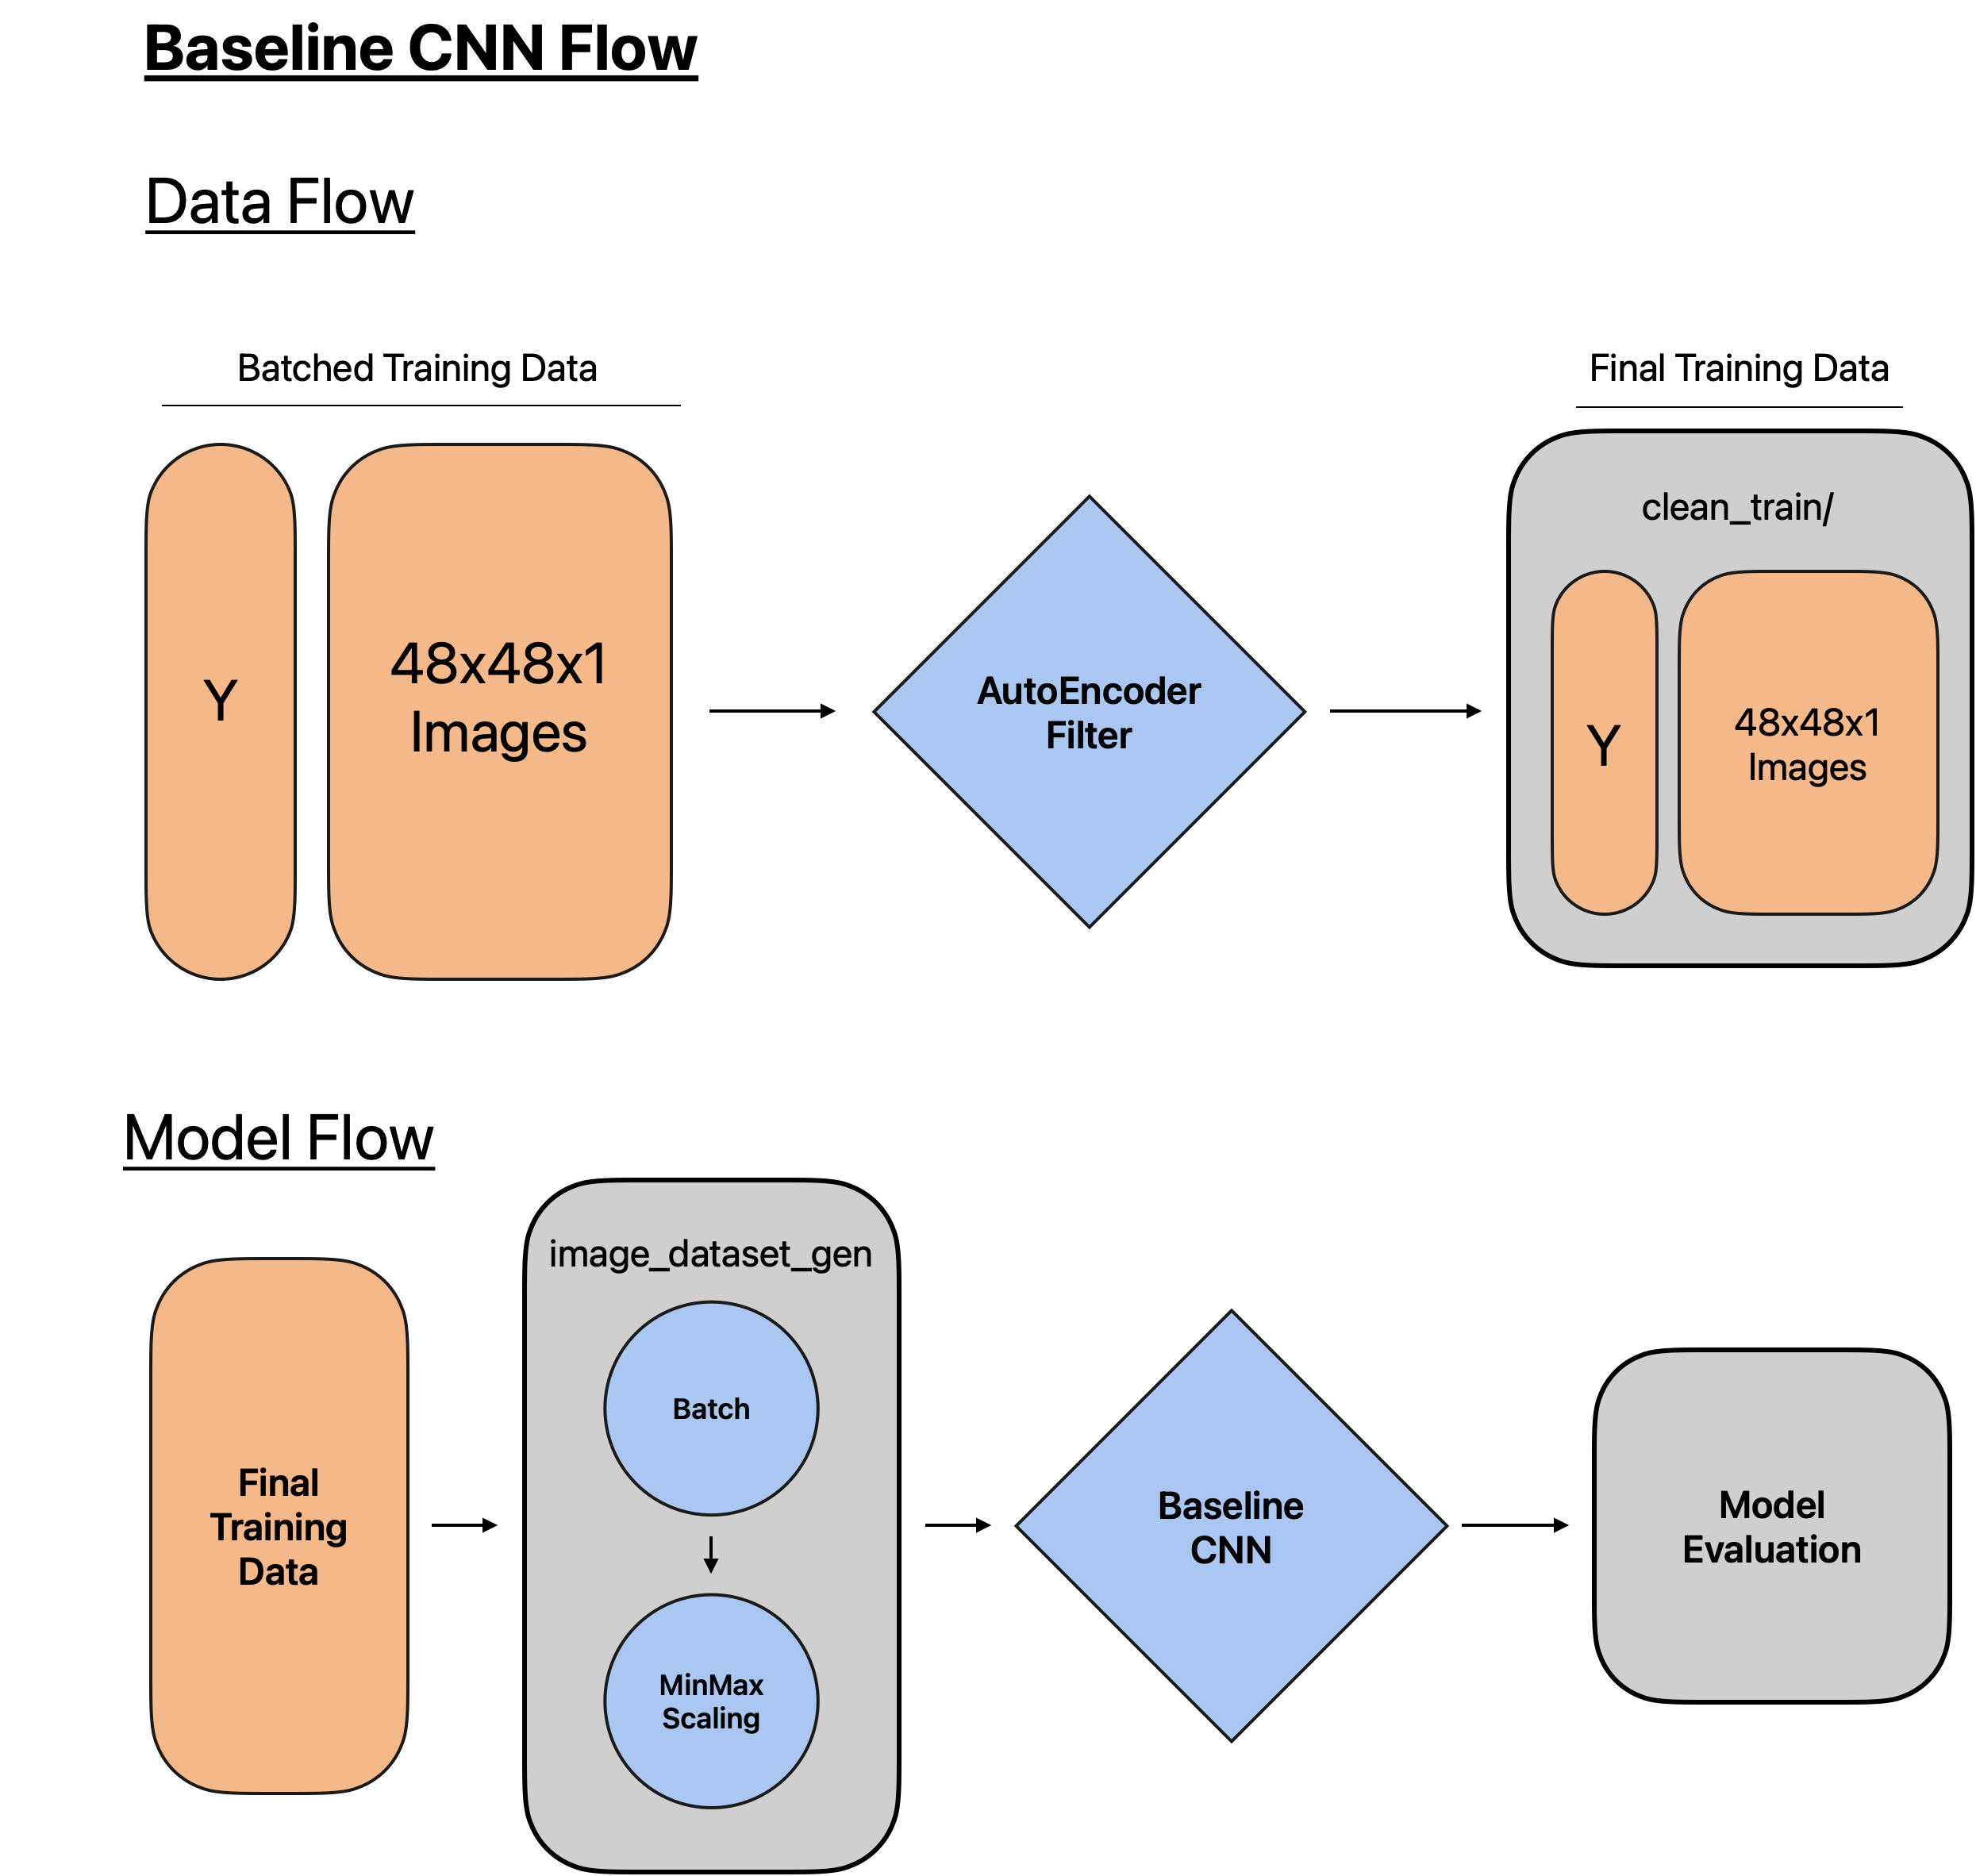 Baseline CNN Flow
Data Flow
Batched Training Data
Final Training Data
Y
48x48x1
Images
AutoEncoder
Filter
clean_train/
Y
48x48x1
Images
Model Flow
Final
Training
Data
image_dataset_gen
Batch
MinMax
Scaling
Baseline
CNN
Model
Evaluation